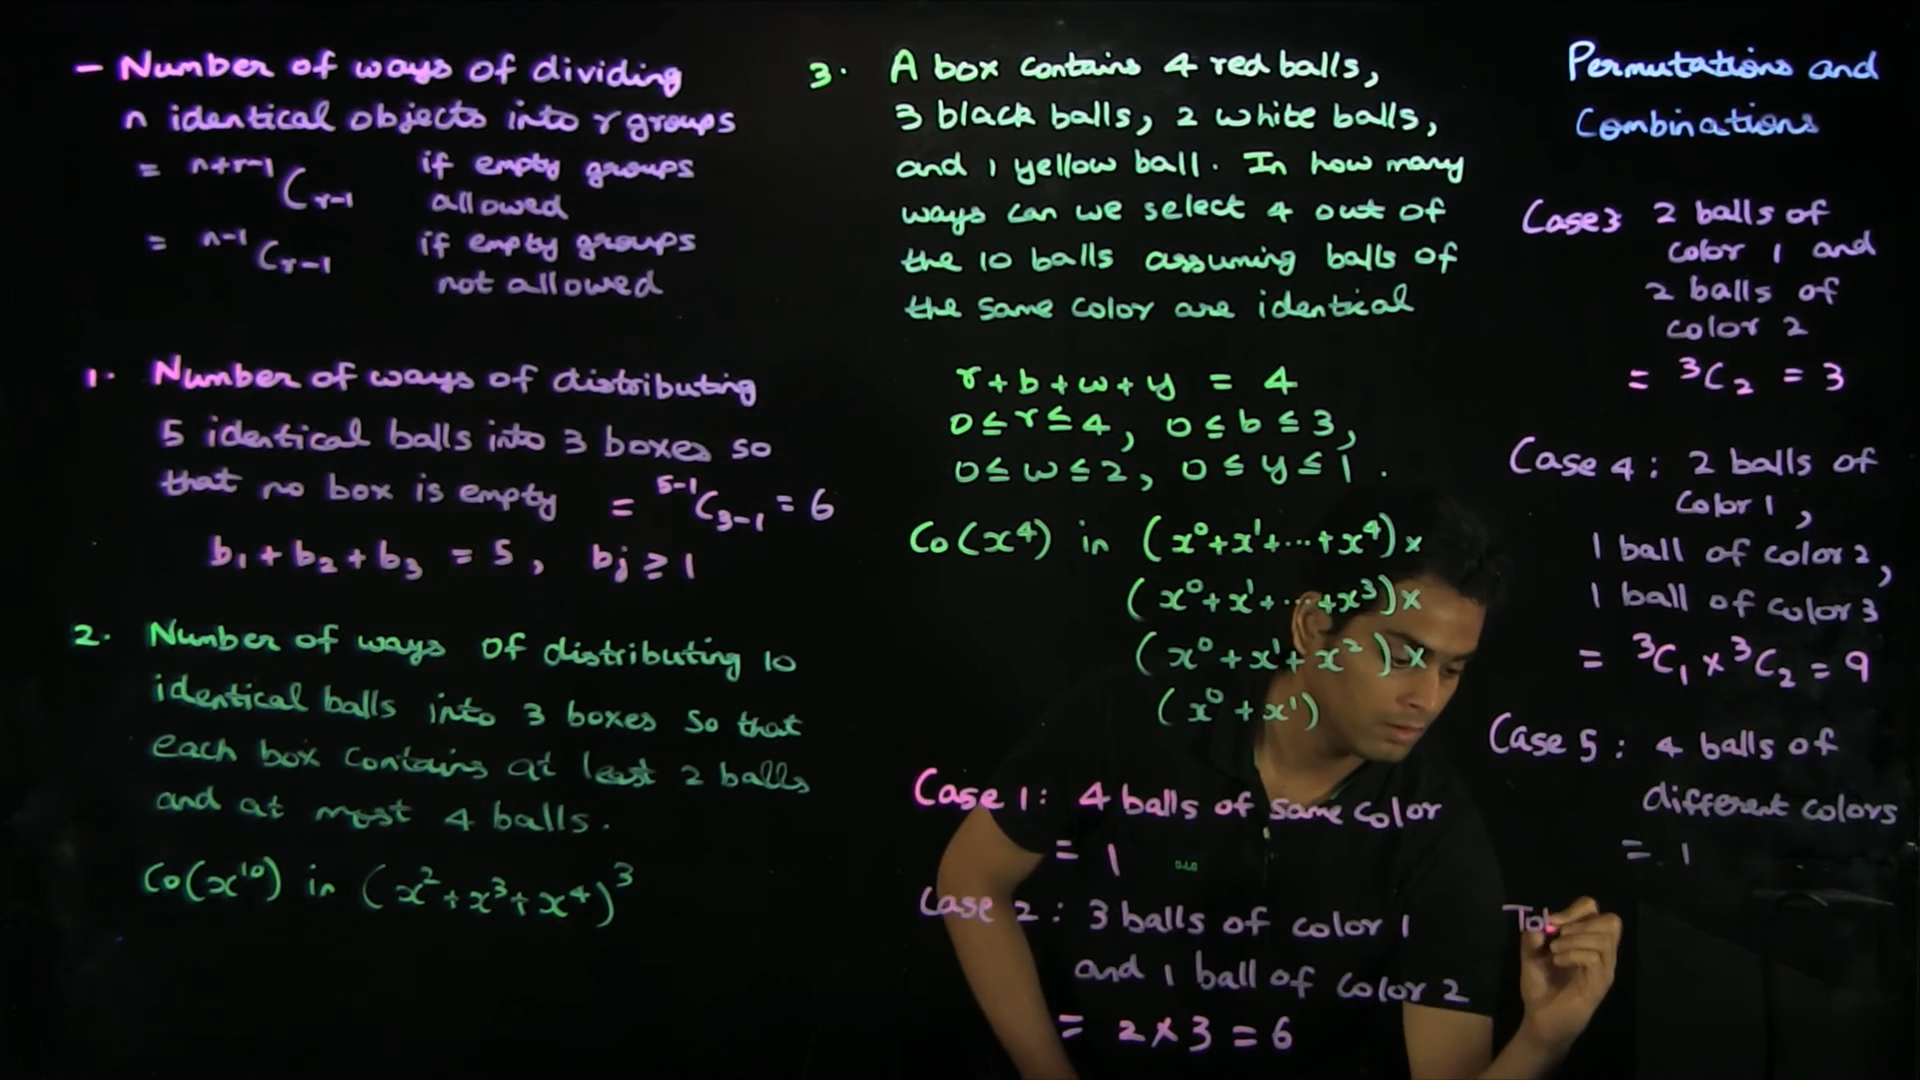 - Number of ways of dividing
n identical objects into r groups
= ⁿ⁺ʳ⁻¹Cᵣ₋₁ if empty groups
allowed
= ⁿ⁻¹Cᵣ₋₁ if empty groups
not allowed
1. Number of ways of distributing
5 identical balls into 3 boxes so
that no box is empty = ⁵⁻¹C₃₋₁ = 6
b₁ + b₂ + b₃ = 5, bⱼ ≥ 1
2. Number of ways of distributing 10
identical balls into 3 boxes so that
each box contains at least 2 balls
and at most 4 balls.
Co(x¹⁰) in (x² + x³ + x⁴)³
3. A box contains 4 red balls,
3 black balls, 2 white balls,
and 1 yellow ball. In how many
ways can we select 4 out of
the 10 balls assuming balls of
the same color are identical
r + b + w + y = 4
0 ≤ r ≤ 4, 0 ≤ b ≤ 3,
0 ≤ w ≤ 2, 0 ≤ y ≤ 1.
Co(x⁴) in (x⁰ + x¹ + ... + x⁴) ×
(x⁰ + x¹ + ... + x³) ×
(x⁰ + x¹ + x²) ×
(x⁰ + x¹)
Case 1: 4 balls of same color
= 1
Case 2: 3 balls of color 1
and 1 ball of color 2
= 2 × 3 = 6
Permutations and
Combinations
Case 3 2 balls of
color 1 and
2 balls of
color 2
= ³C₂ = 3
Case 4: 2 balls of
color 1,
1 ball of color 2,
1 ball of color 3
= ³C₁ × ³C₂ = 9
Case 5: 4 balls of
different colors
= 1
Tot